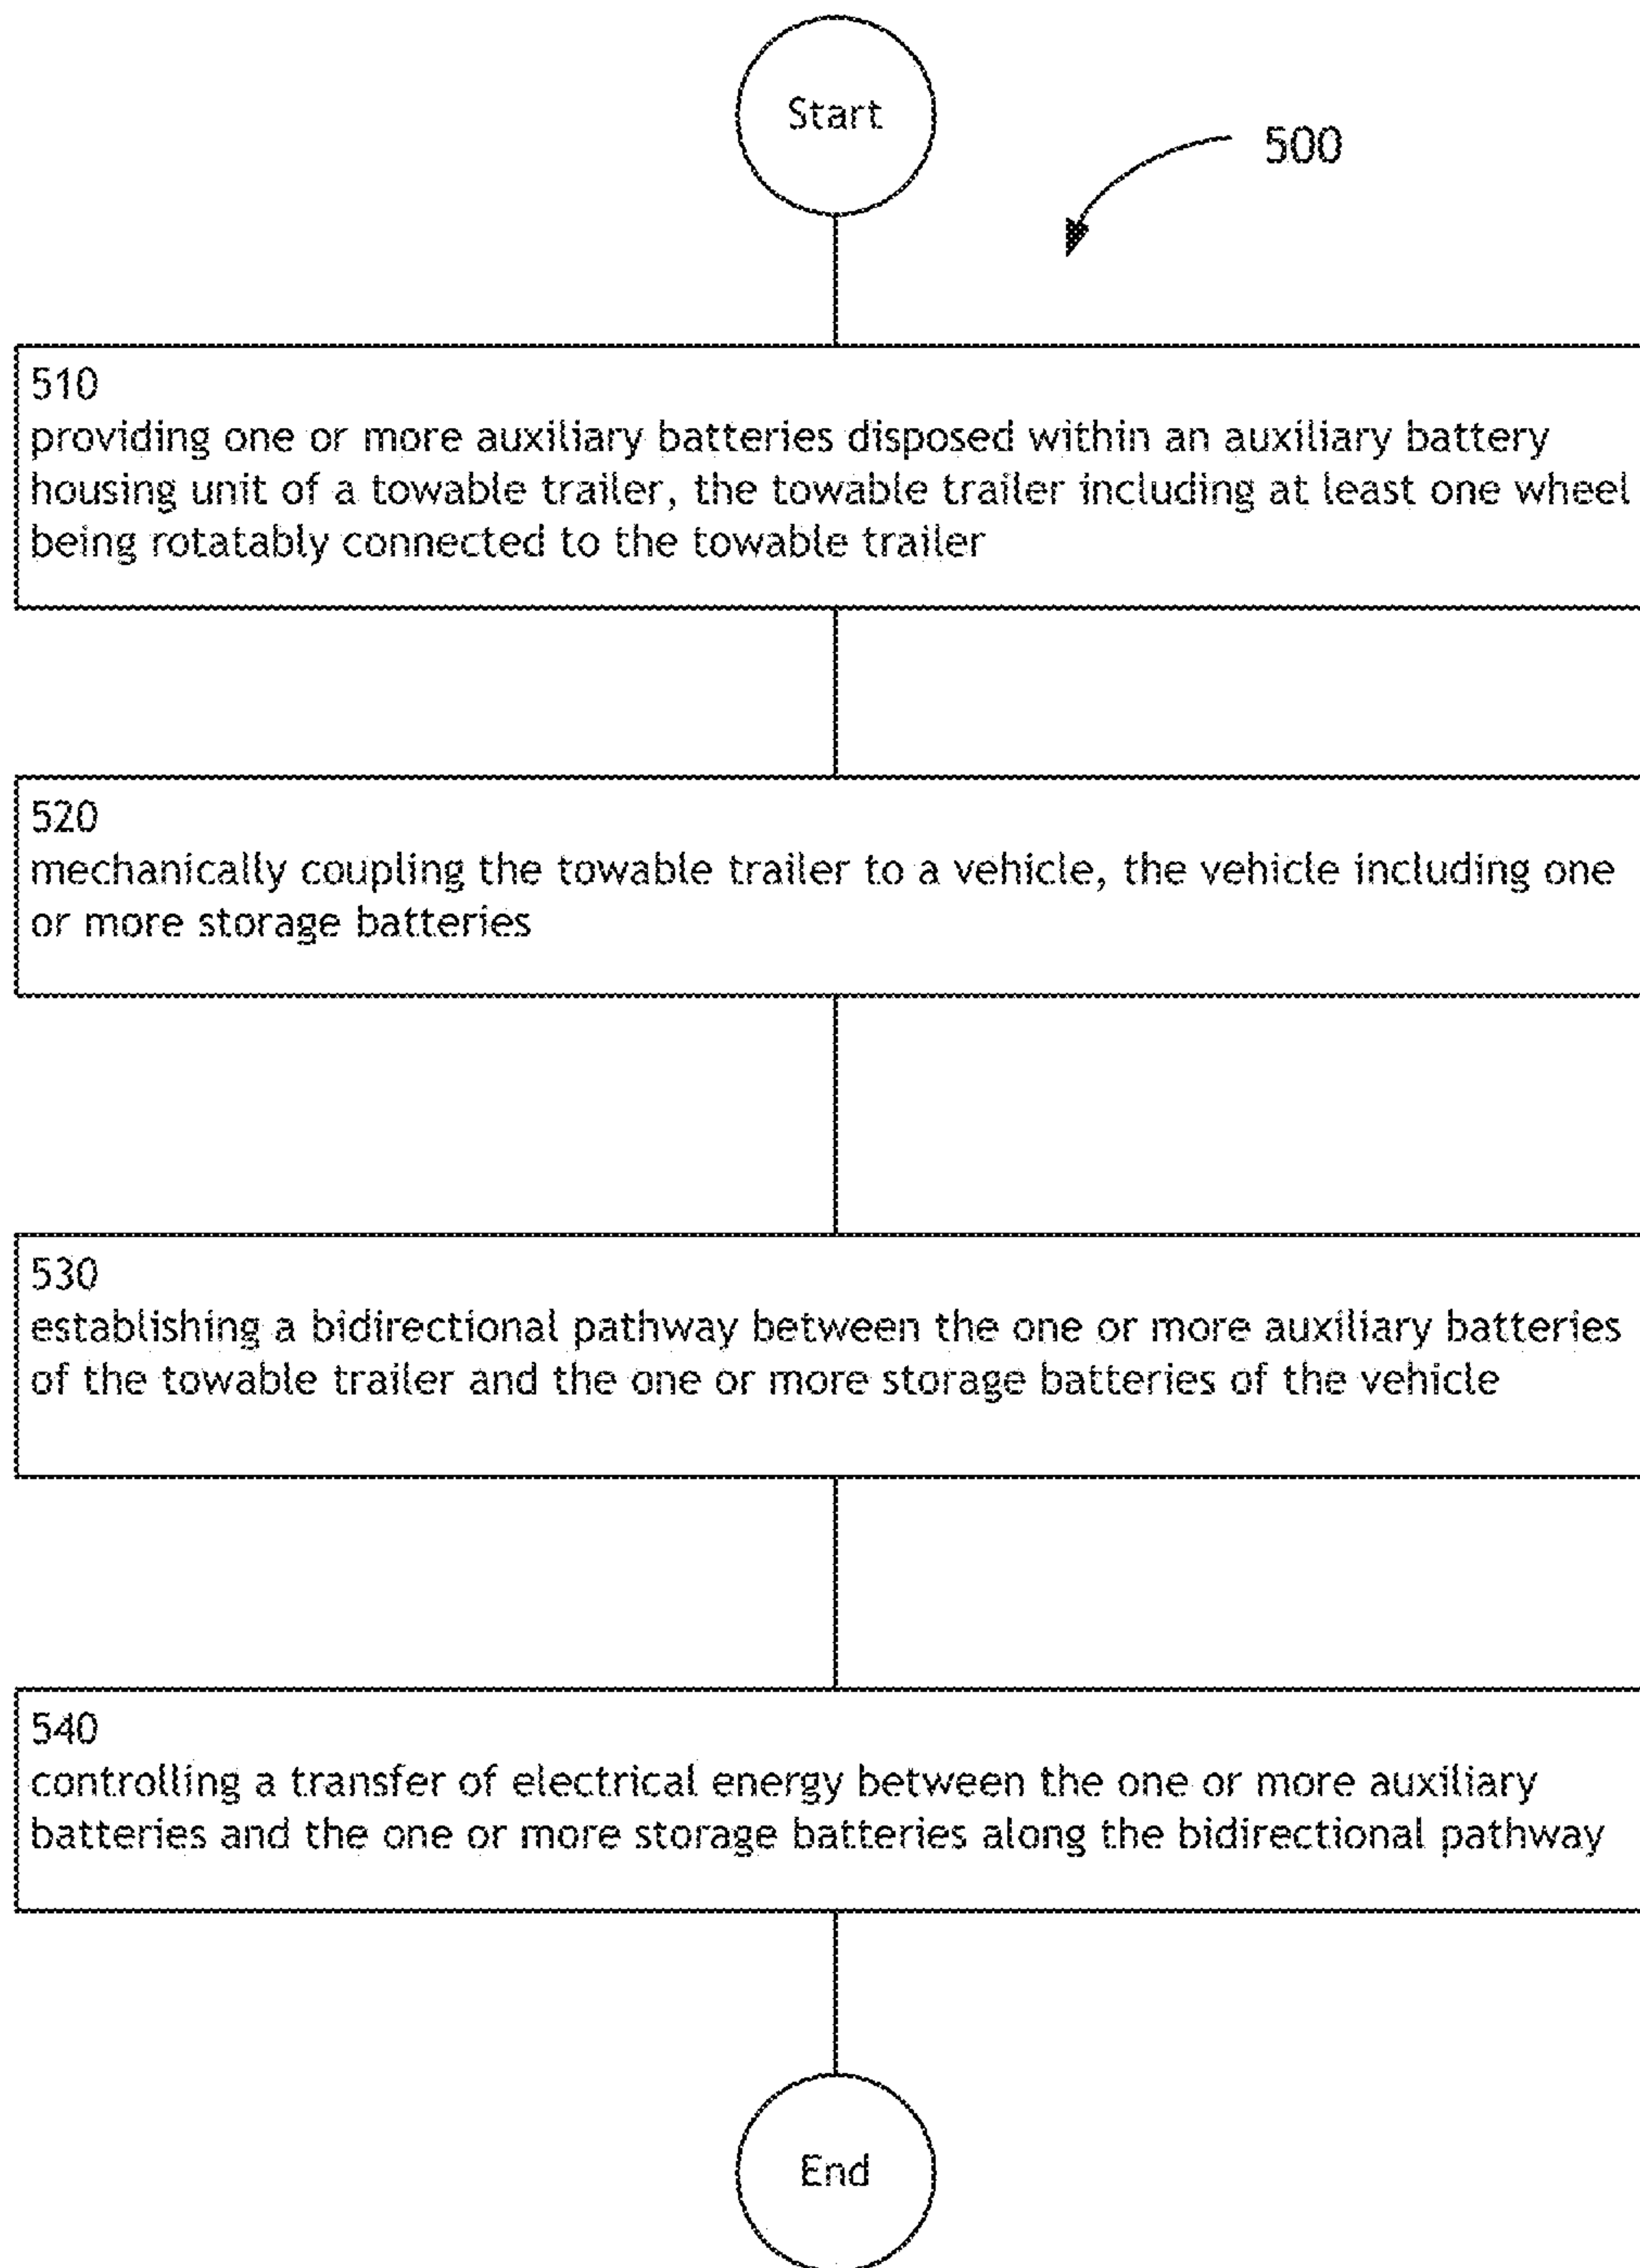 Start
500
510
providing one or more auxiliary batteries disposed within an auxiliary battery
housing unit of a towable trailer, the towable trailer including at least one wheel
being rotatably connected to the towable trailer
520
mechanically coupling the towable trailer to a vehicle, the vehicle including one
or more storage batteries
530
establishing a bidirectional pathway between the one or more auxiliary batteries
of the towable trailer and the one or more storage batteries of the vehicle
540
controlling a transfer of electrical energy between the one or more auxiliary
batteries and the one or more storage batteries along the bidirectional pathway
End